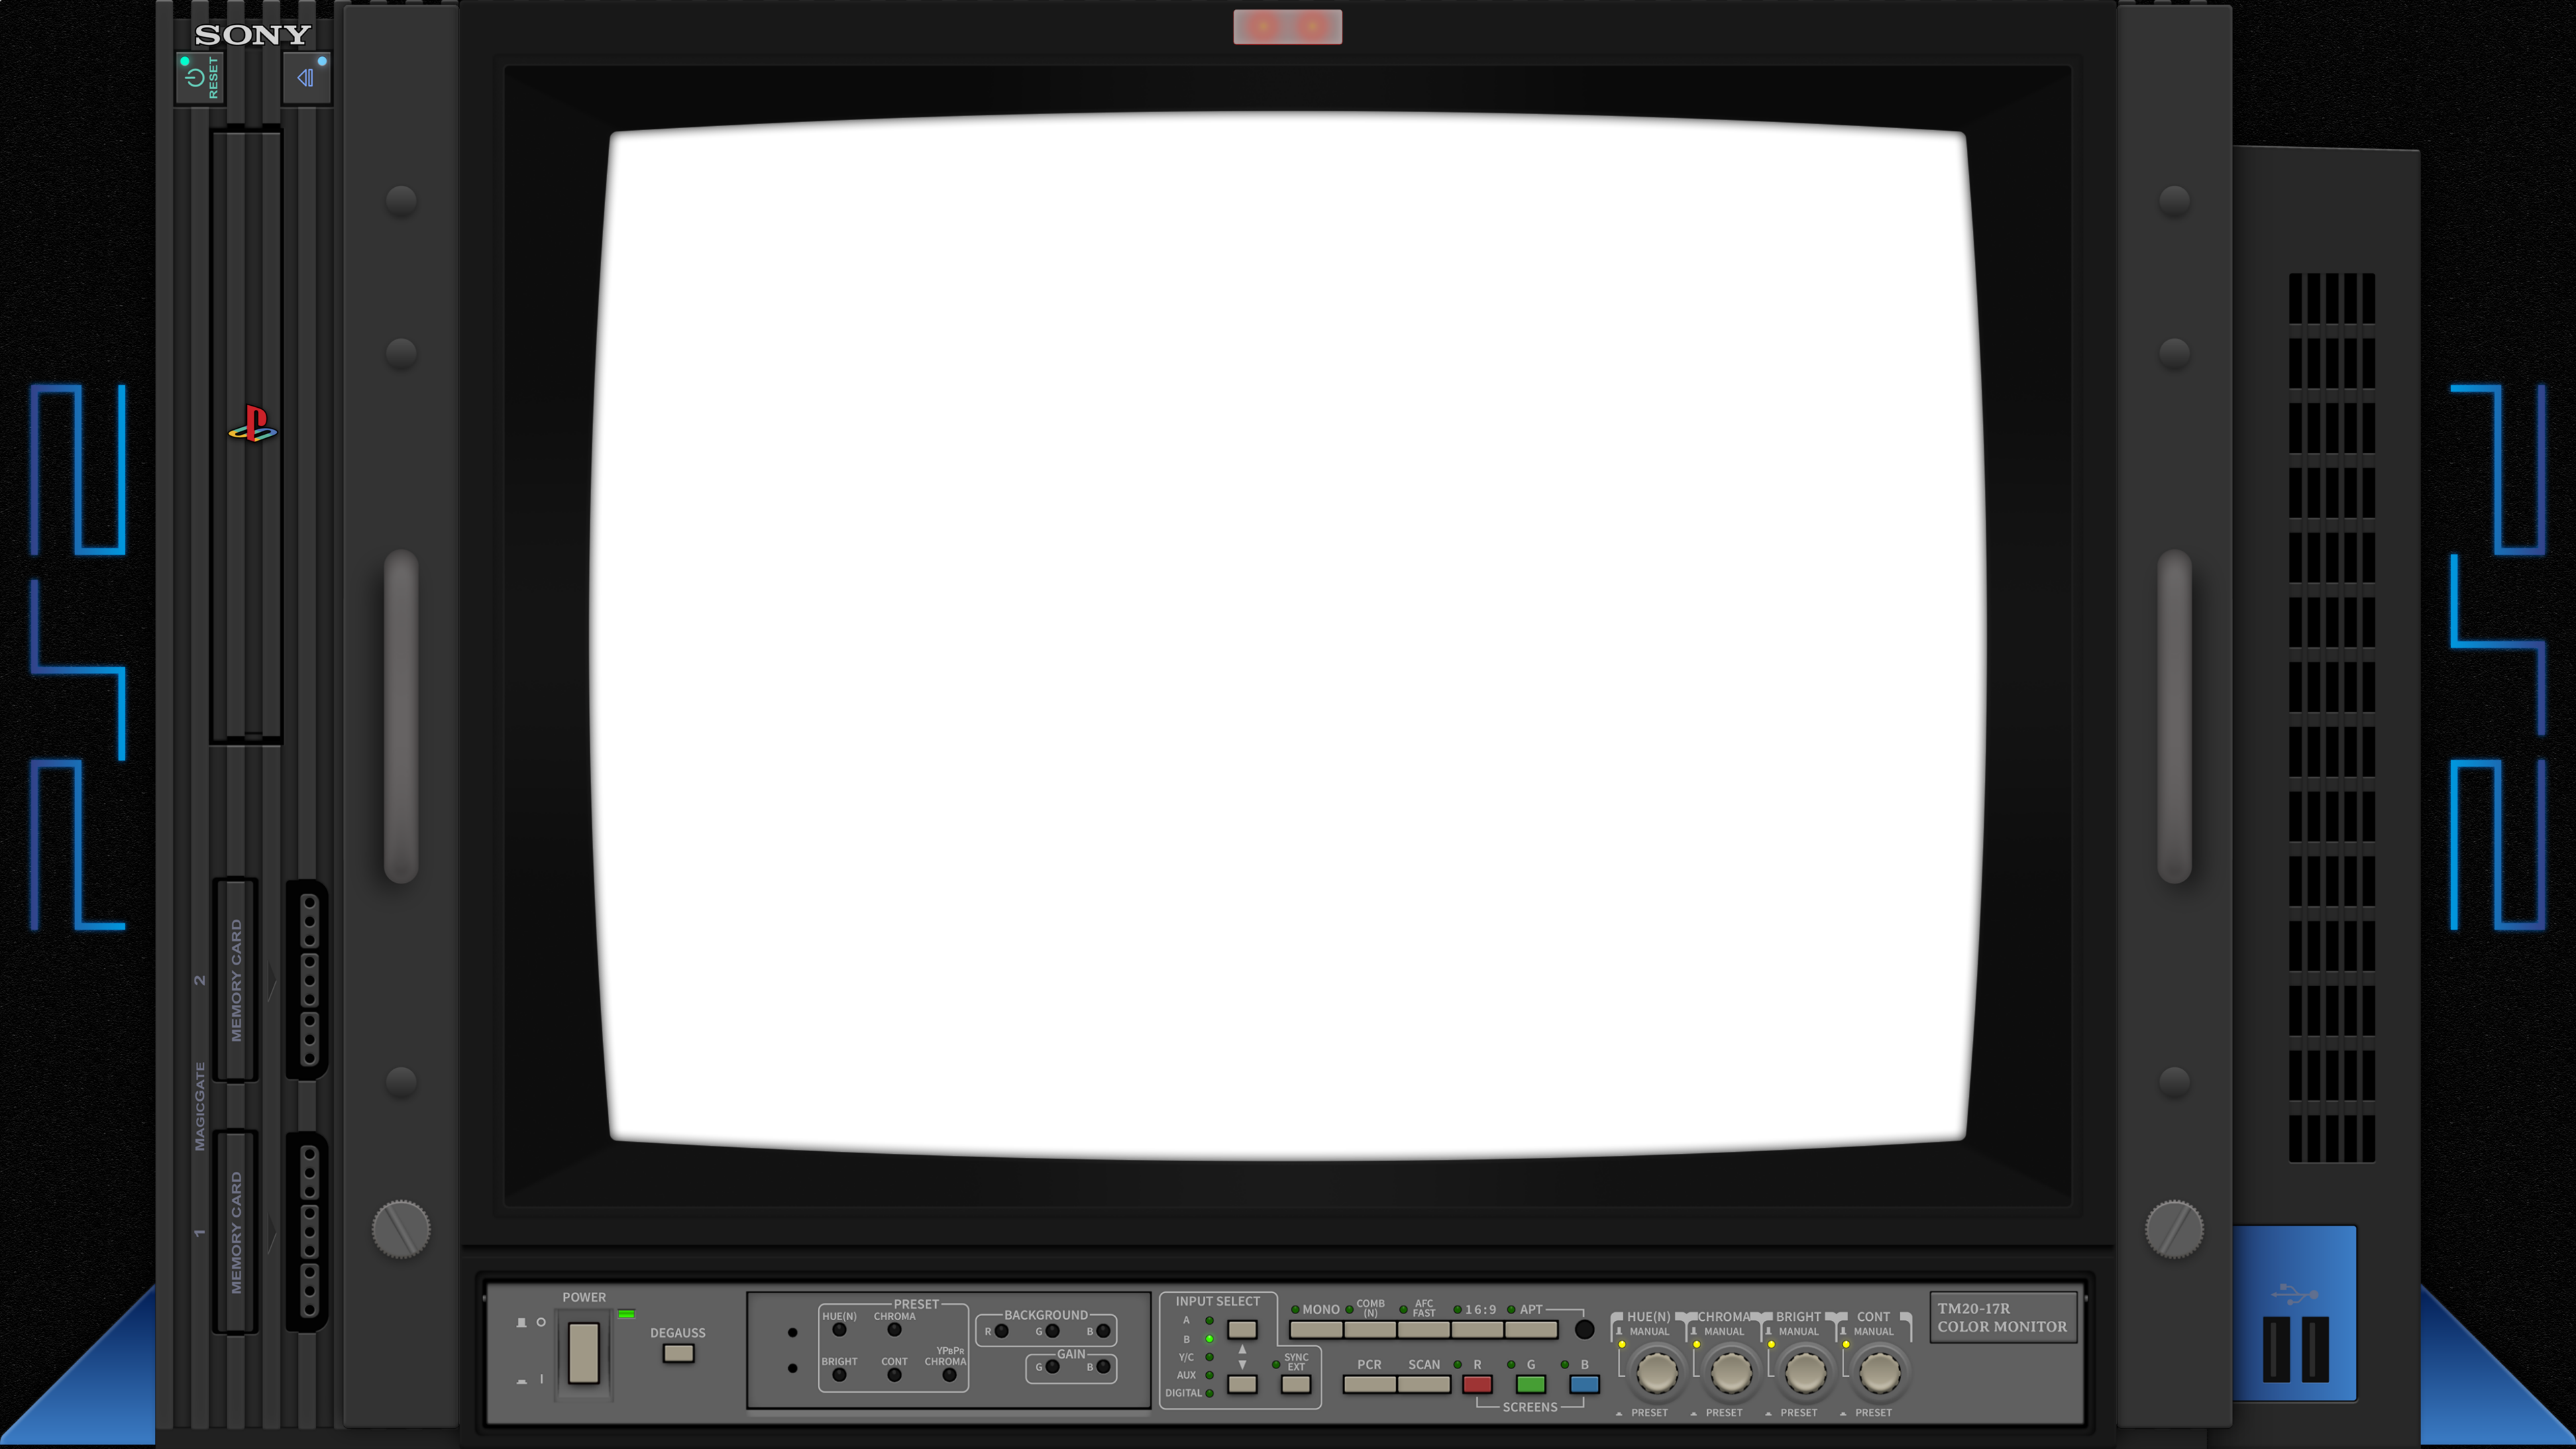 SONY
RESET
MEMORY CARD
2
MAGICGATE
MEMORY CARD
1
POWER
DEGAUSS
PRESET
HUE(N) CHROMA
BRIGHT CONT YPBPR CHROMA
BACKGROUND
R G B
GAIN
G B
INPUT SELECT
A
B
Y/C
AUX
DIGITAL
SYNC
EXT
MONO COMB (N) AFC FAST 16:9 APT
PCR SCAN R G B
SCREENS
HUE(N) CHROMA BRIGHT CONT
MANUAL MANUAL MANUAL MANUAL
PRESET PRESET PRESET PRESET
TM20-17R
COLOR MONITOR